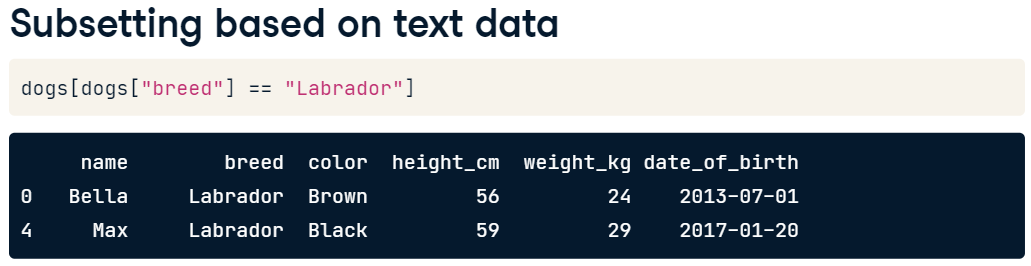 Subsetting based on text data
dogs[dogs["breed"] == "Labrador"]
name breed color height_cm weight_kg date_of_birth
0 Bella Labrador Brown 56 24 2013-07-01
4 Max Labrador Black 59 29 2017-01-20